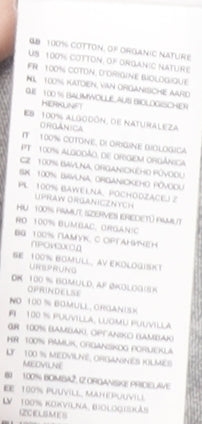 GB 100% COTTON, OF ORGANIC NATURE
US 100% COTTON, OF ORGANIC NATURE
FR 100% COTON, D'ORIGINE BIOLOGIQUE
NL 100% KATOEN, VAN ORGANISCHE AARD
GE 100 % BAUMWOLLE, AUS BIOLOGISCHER
HERKUNFT
ES 100% ALGODÓN, DE NATURALEZA
ORGÁNICA
IT 100% COTONE, DI ORIGINE BIOLOGICA
PT 100% ALGODÃO, DE ORIGEM ORGÂNICA
CZ 100% BAVLNA, ORGANICKÉHO PŮVODU
SK 100% BAVLNA, ORGANICKÉHO PÔVODU
PL 100% BAWEŁNA, POCHODZĄCEJ Z
UPRAW ORGANICZNYCH
HU 100% PAMUT, SZERVES EREDETŰ PAMUT
RO 100% BUMBAC, ORGANIC
BG 100% ПАМУК, С ОРГАНИЧЕН
ПРОИЗХОД
SE 100% BOMULL, AV EKOLOGISKT
URSPRUNG
DK 100% BOMULD, AF ØKOLOGISK
OPRINDELSE
NO 100 % BOMULL, ORGANISK
FI 100 % PUUVILLA, LUOMU PUUVILLA
GR 100% ΒΑΜΒΑΚΙ, ΟΡΓΑΝΙΚΟ ΒΑΜΒΑΚΙ
HR 100% PAMUK, ORGANSKOG PORIJEKLA
LT 100 % MEDVILNĖ, ORGANINĖS KILMĖS
MEDVILNĖ
SI 100% BOMBAŽ, IZ ORGANSKE PRIDELAVE
EE 100% PUUVILL, MAHEPUUVILL
LV 100% KOKVILNA, BIOLOĢISKĀS
IZCELSMES